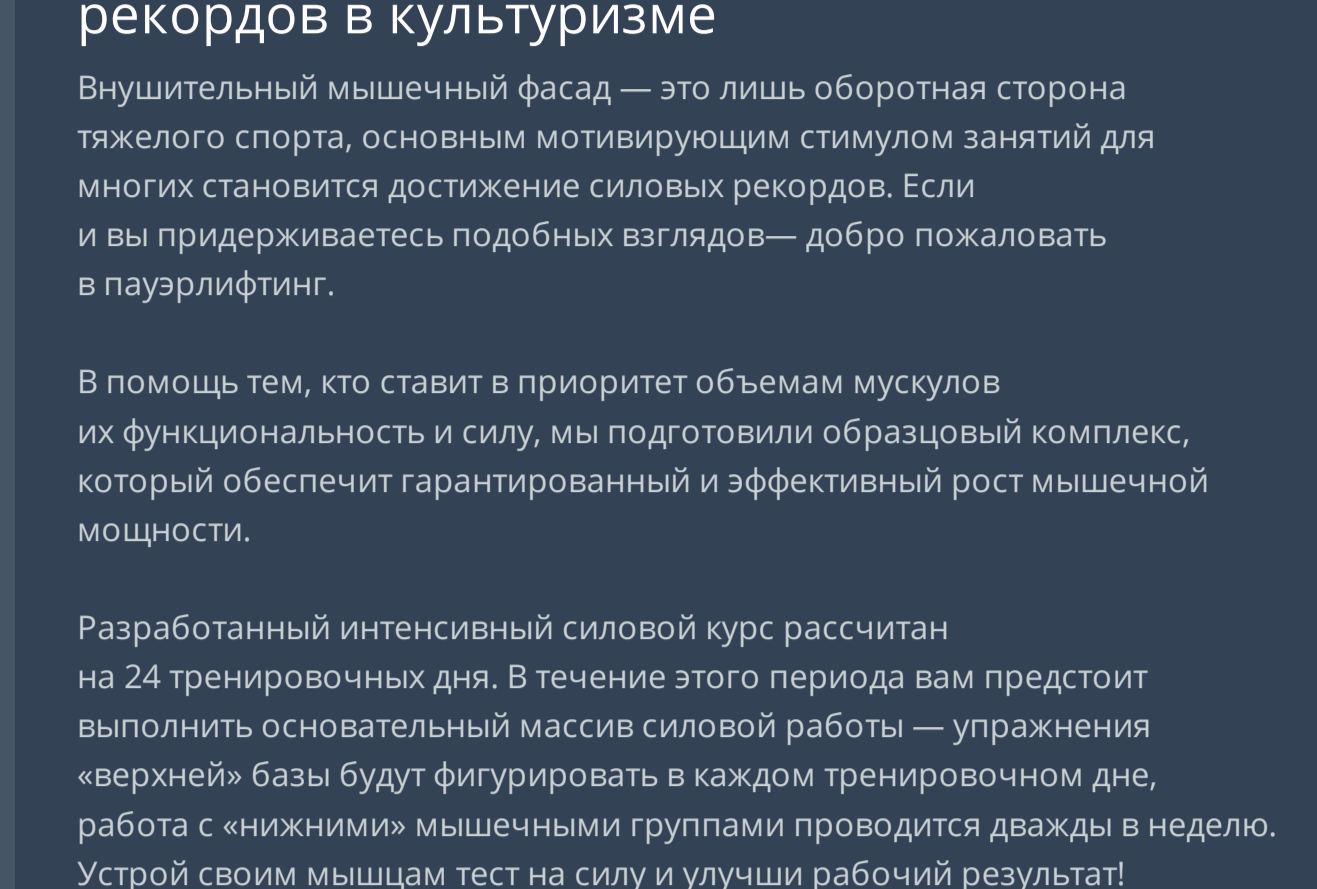 рекордов в культуризме
Внушительный мышечный фасад — это лишь оборотная сторона
тяжелого спорта, основным мотивирующим стимулом занятий для
многих становится достижение силовых рекордов. Если
и вы придерживаетесь подобных взглядов— добро пожаловать
в пауэрлифтинг.
В помощь тем, кто ставит в приоритет объемам мускулов
их функциональность и силу, мы подготовили образцовый комплекс,
который обеспечит гарантированный и эффективный рост мышечной
мощности.
Разработанный интенсивный силовой курс рассчитан
на 24 тренировочных дня. В течение этого периода вам предстоит
выполнить основательный массив силовой работы — упражнения
«верхней» базы будут фигурировать в каждом тренировочном дне,
работа с «нижними» мышечными группами проводится дважды в неделю.
Устрой своим мышцам тест на силу и улучши рабочий результат!